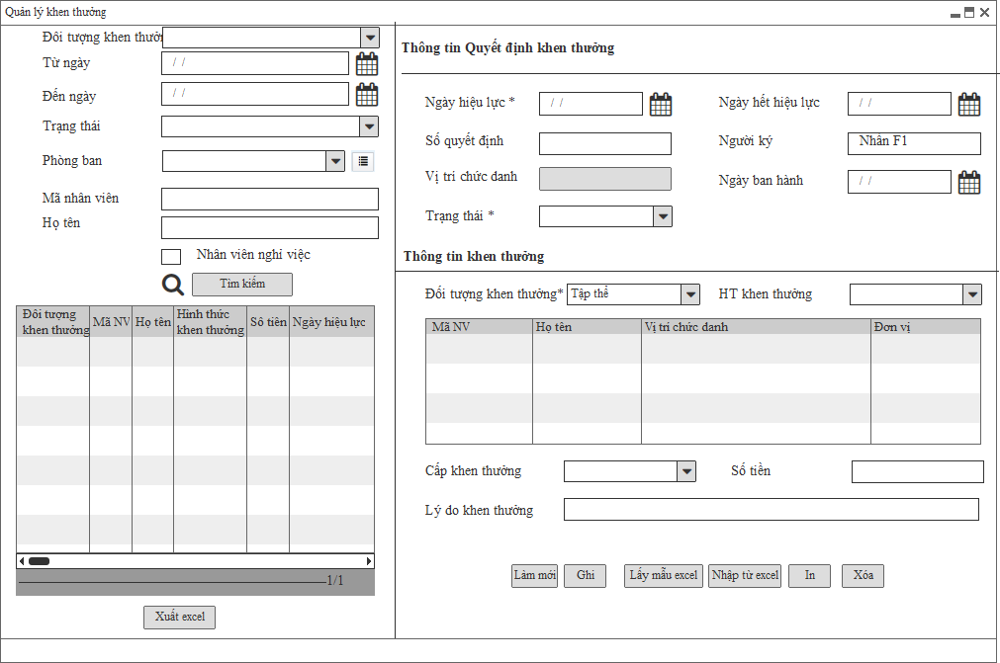 Quản lý khen thưởng
Đối tượng khen thưởn
Từ ngày
/ /
Đến ngày
/ /
Trạng thái
Phòng ban
Mã nhân viên
Họ tên
Nhân viên nghỉ việc
Tìm kiếm
Đối tượng khen thưởng
Mã NV
Họ tên
Hình thức khen thưởng
Số tiền
Ngày hiệu lực
1/1
Xuất excel
Thông tin Quyết định khen thưởng
Ngày hiệu lực *
/ /
Ngày hết hiệu lực
/ /
Số quyết định
Người ký
Nhân F1
Vị trí chức danh
Ngày ban hành
/ /
Trạng thái *
Thông tin khen thưởng
Đối tượng khen thưởng*
Tập thể
HT khen thưởng
Mã NV
Họ tên
Vị trí chức danh
Đơn vị
Cấp khen thưởng
Số tiền
Lý do khen thưởng
Làm mới
Ghi
Lấy mẫu excel
Nhập từ excel
In
Xóa